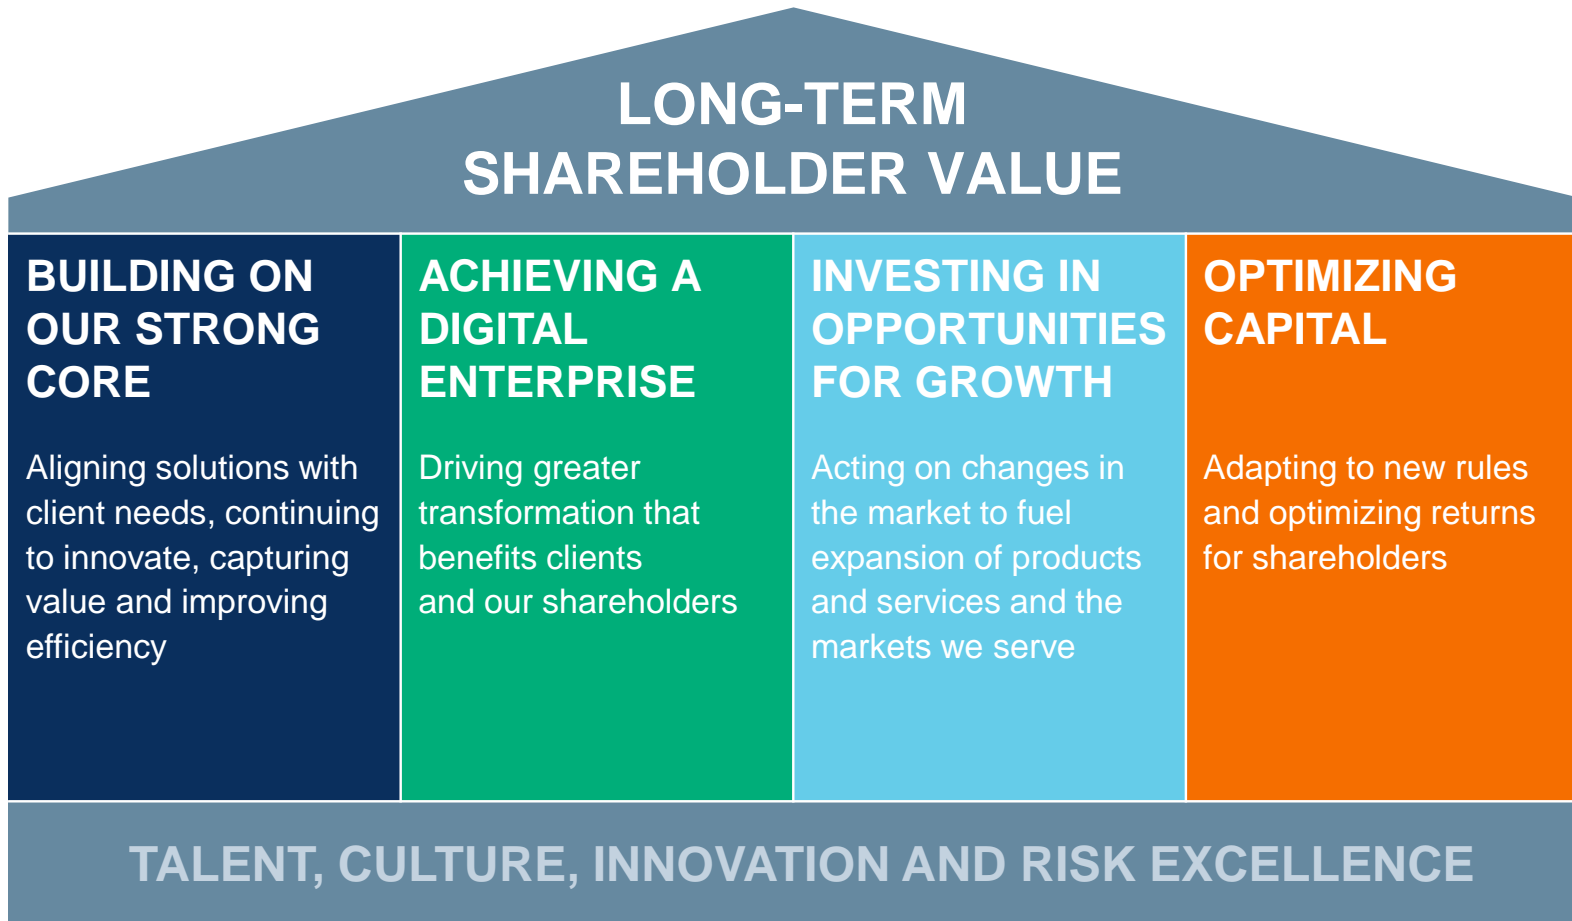 LONG-TERM
SHAREHOLDER VALUE
BUILDING ON
OUR STRONG
CORE
Aligning solutions with
client needs, continuing
to innovate, capturing
value and improving
efficiency
ACHIEVING A
DIGITAL
ENTERPRISE
Driving greater
transformation that
benefits clients
and our shareholders
INVESTING IN
OPPORTUNITIES
FOR GROWTH
Acting on changes in
the market to fuel
expansion of products
and services and the
markets we serve
OPTIMIZING
CAPITAL
Adapting to new rules
and optimizing returns
for shareholders
TALENT, CULTURE, INNOVATION AND RISK EXCELLENCE